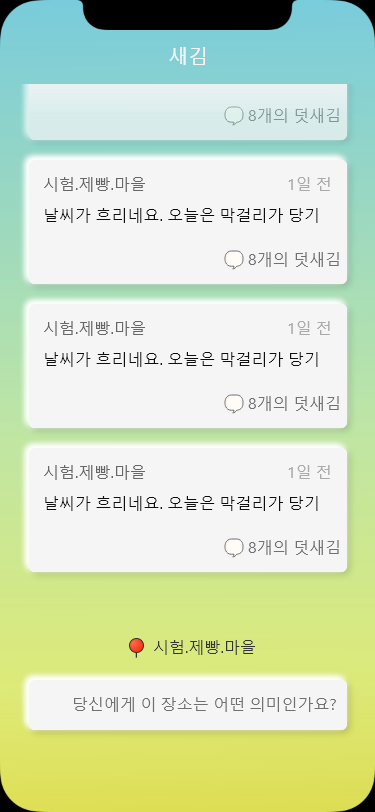 새김
8개의 덧새김
시험.제빵.마을 1일 전
날씨가 흐리네요. 오늘은 막걸리가 당기
8개의 덧새김
시험.제빵.마을 1일 전
날씨가 흐리네요. 오늘은 막걸리가 당기
8개의 덧새김
시험.제빵.마을 1일 전
날씨가 흐리네요. 오늘은 막걸리가 당기
8개의 덧새김
시험.제빵.마을
당신에게 이 장소는 어떤 의미인가요?